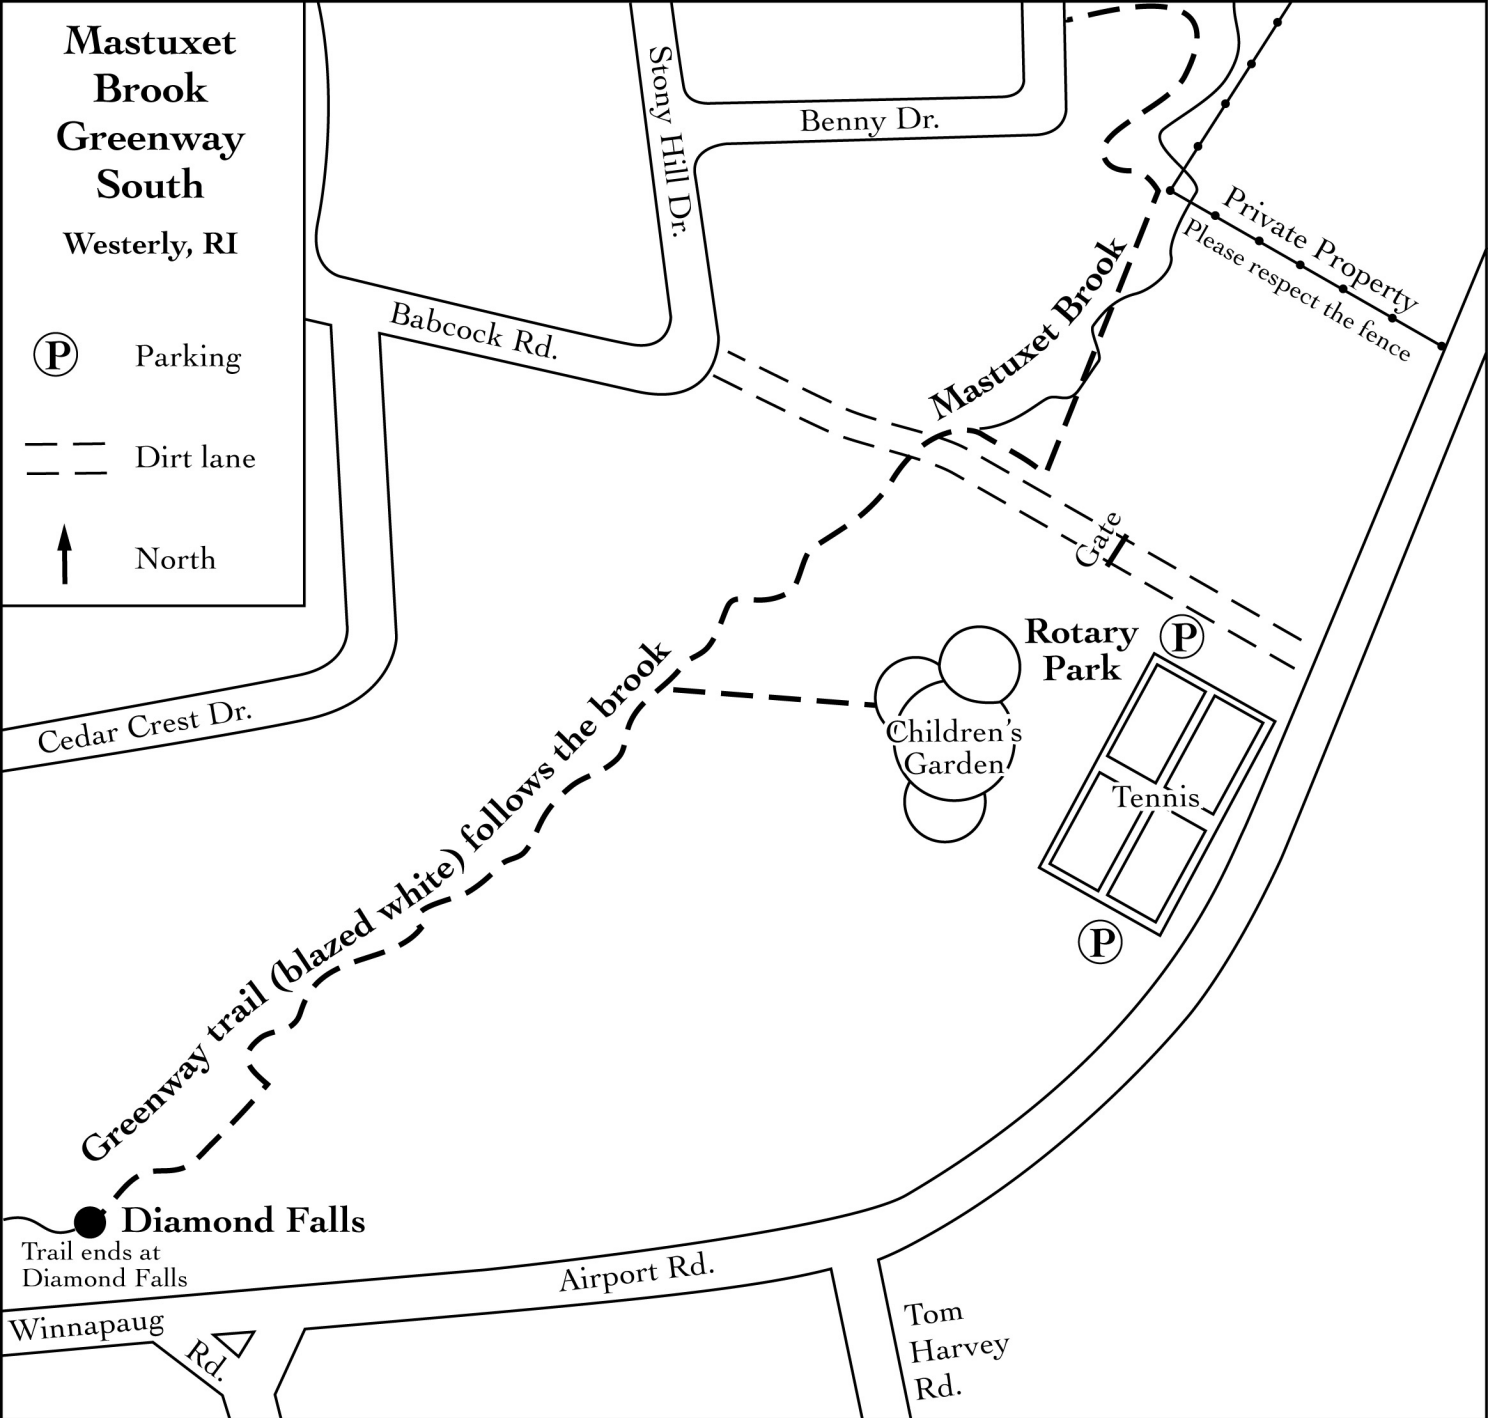 Mastuxet
Brook
Greenway
South
Westerly, RI
P Parking
Dirt lane
North
Stony Hill Dr.
Benny Dr.
Babcock Rd.
Private Property
Please respect the fence
Mastuxet Brook
Gate
Rotary
Park
P
Children's
Garden
Tennis
P
Cedar Crest Dr.
Greenway trail (blazed white) follows the brook
Diamond Falls
Trail ends at
Diamond Falls
Airport Rd.
Winnapaug
Rd.
Tom
Harvey
Rd.